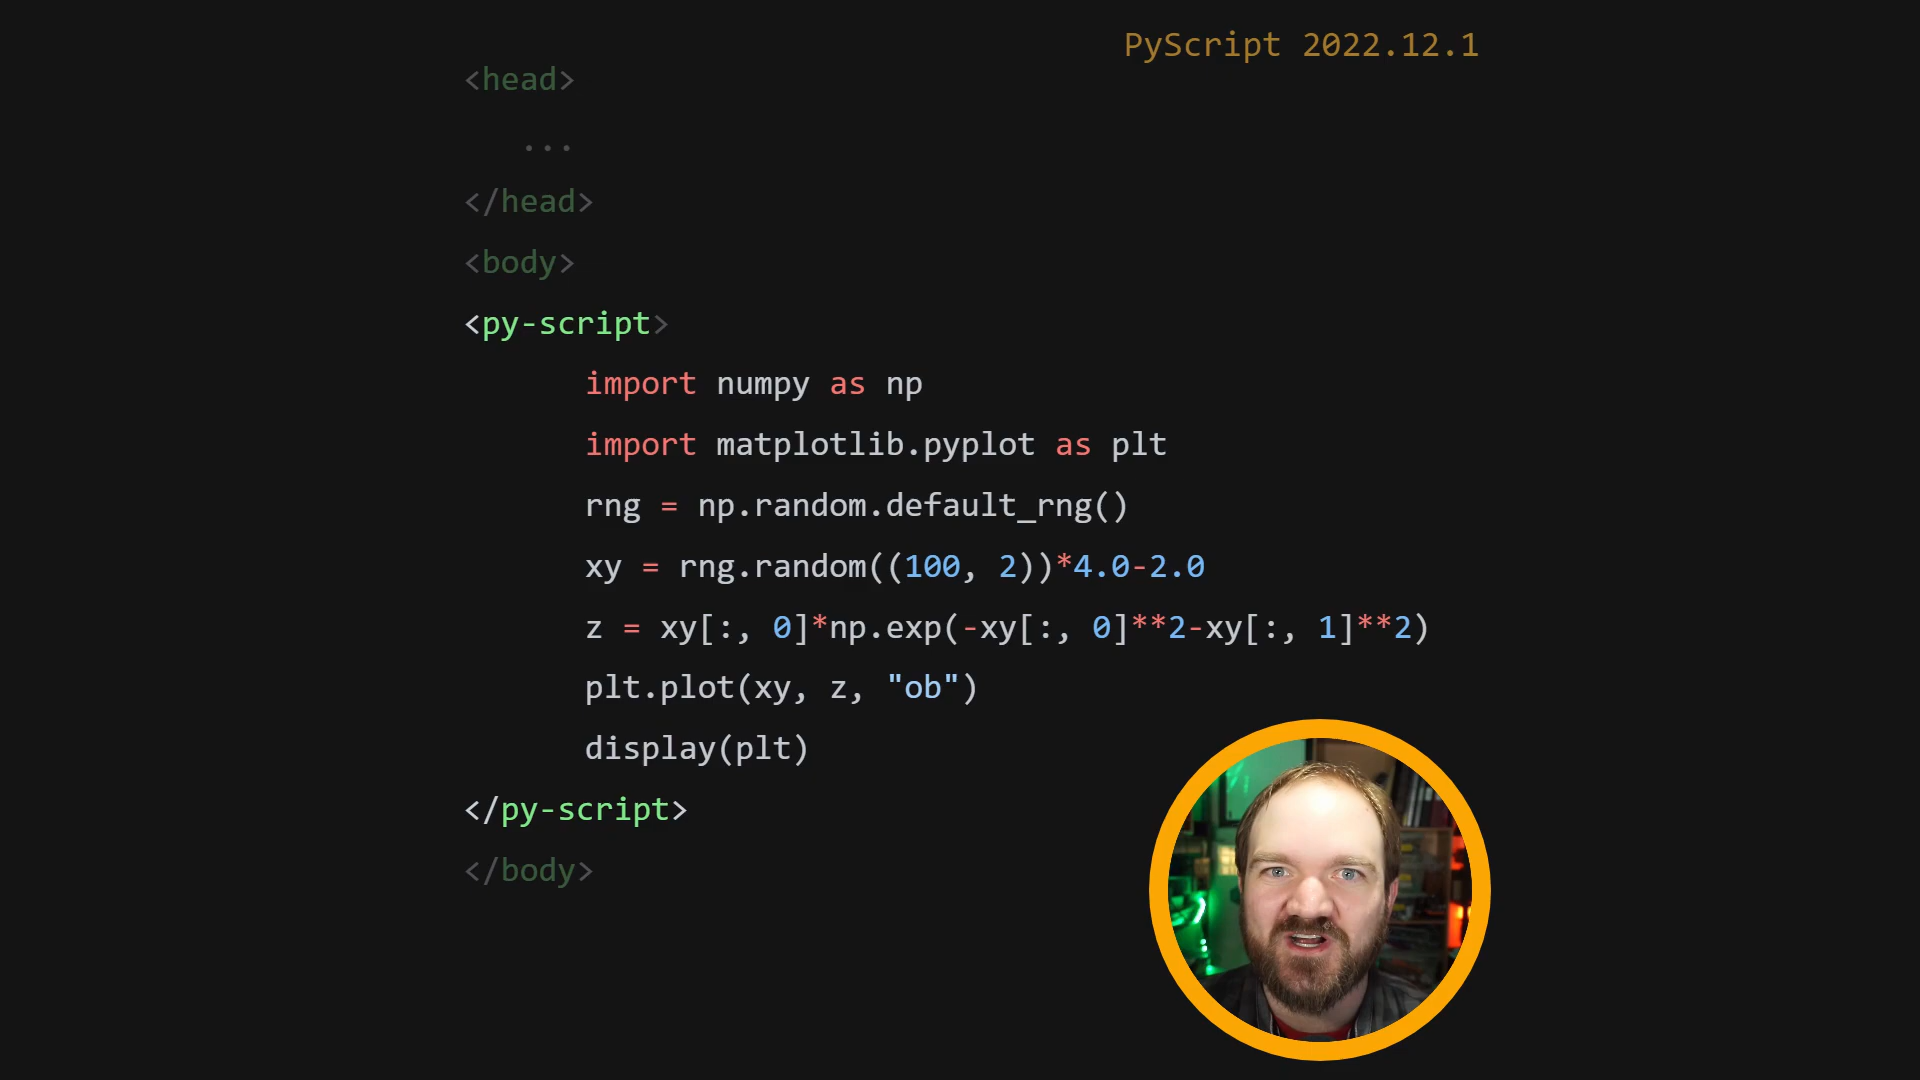 PyScript 2022.12.1
<head>
...
</head>
<body>
<py-script>
import numpy as np
import matplotlib.pyplot as plt
rng = np.random.default_rng()
xy = rng.random((100, 2))*4.0-2.0
z = xy[:, 0]*np.exp(-xy[:, 0]**2-xy[:, 1]**2)
plt.plot(xy, z, "ob")
display(plt)
</py-script>
</body>